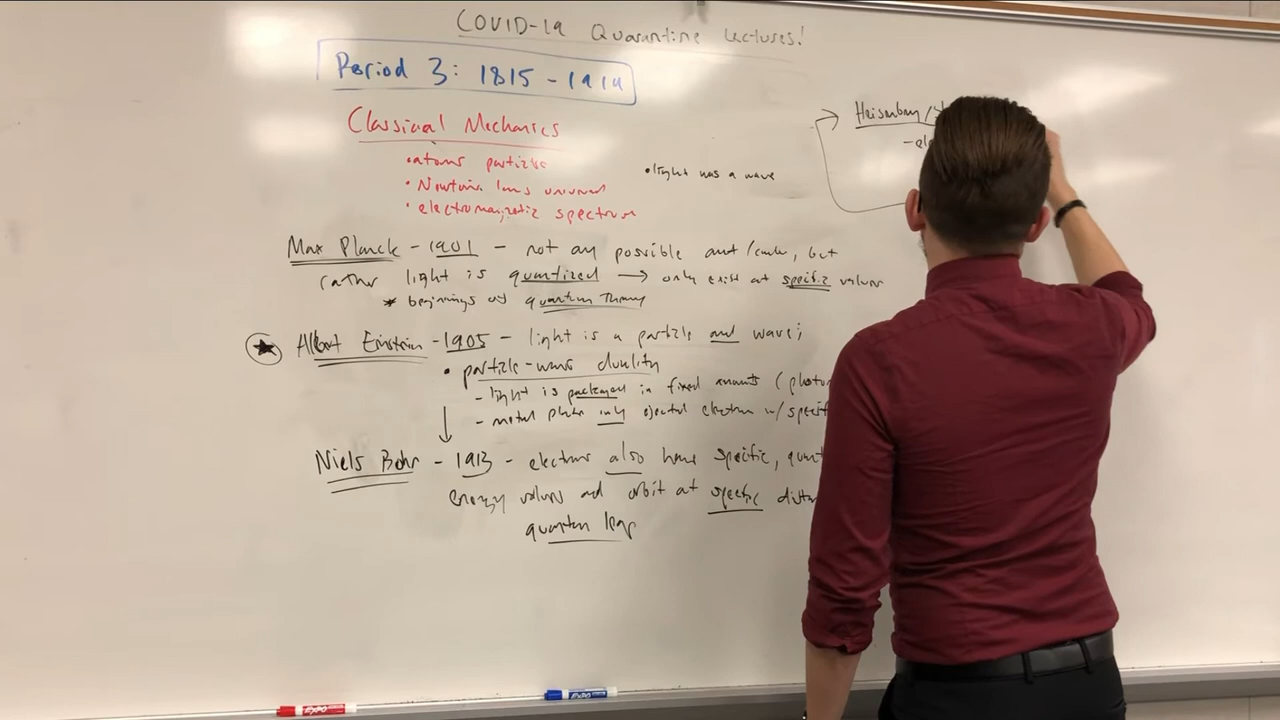 COVID-19 Quarantine Lectures!
Period 3: 1815-1914
Classical Mechanics
• atoms particles
• Newton's laws universal
• electromagnetic spectrum
• light was a wave
Max Planck - 1901 - not any possible amt/
rather light is quantized → only exist at specific values
* beginnings of quantum Theory
★ Albert Einstein - 1905 - light is a particle and wave;
• particle-wave duality
- light is packaged in fixed amounts (
- metal plates only ejected electron w/
↓
Niels Bohr - 1913 - electrons also have specific,
energy values and orbit at specific
quantum leap
Heisenberg/
EXPO
EXPO